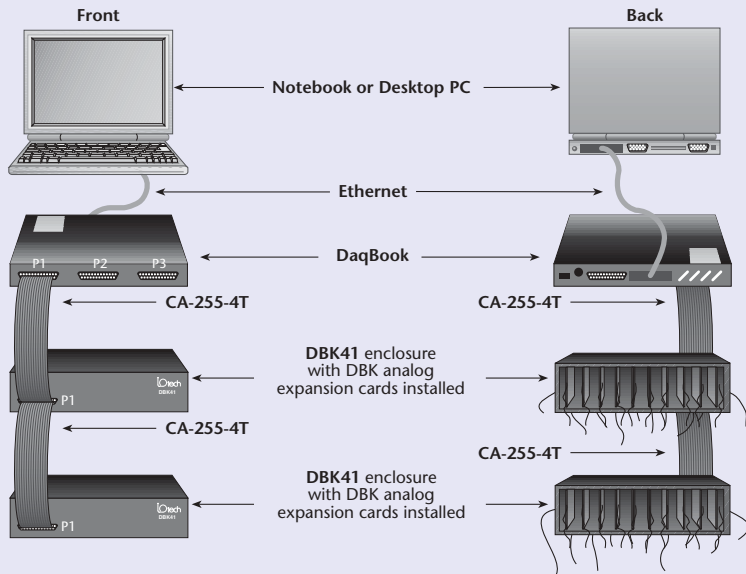 Front
Back
Notebook or Desktop PC
Ethernet
P1
P2
P3
DaqBook
CA-255-4T
CA-255-4T
DBK41 enclosure
with DBK analog
expansion cards installed
iOtech
DBK41
P1
CA-255-4T
CA-255-4T
DBK41 enclosure
with DBK analog
expansion cards installed
iOtech
DBK41
P1